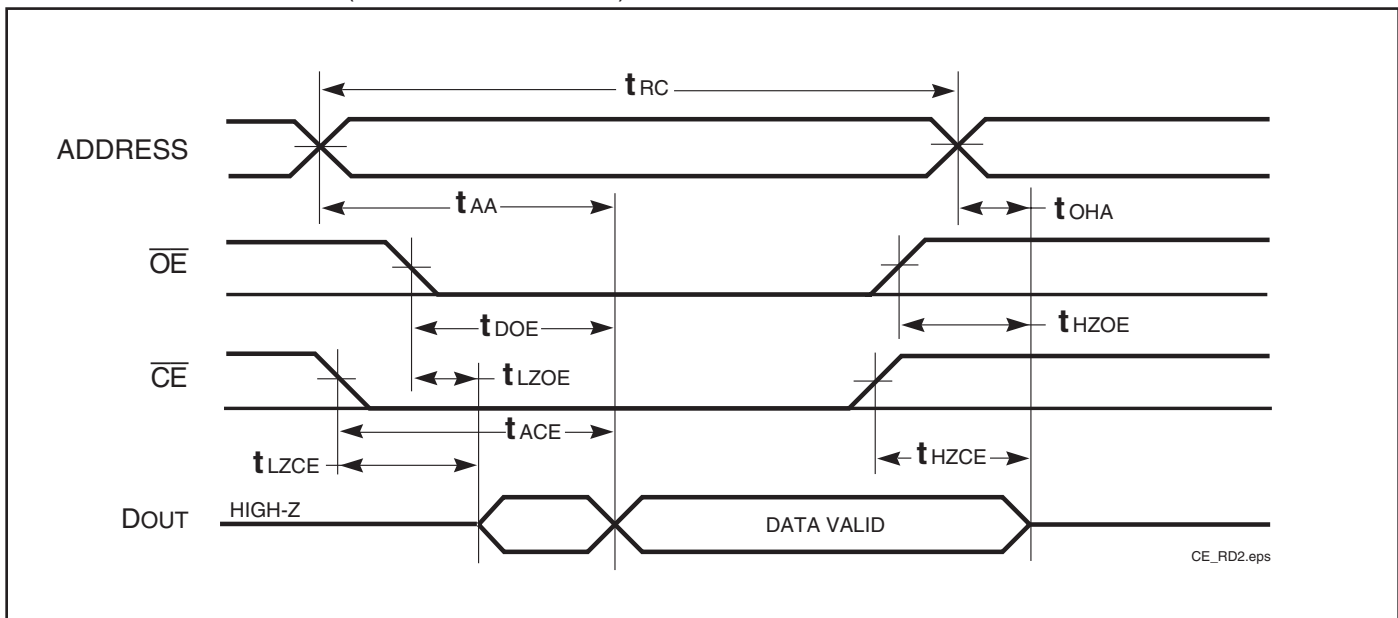 tRC
ADDRESS
tAA
tOHA
OE
tDOE
tHZOE
CE
tLZOE
tACE
tLZCE
tHZCE
DOUT
HIGH-Z
DATA VALID
CE_RD2.eps